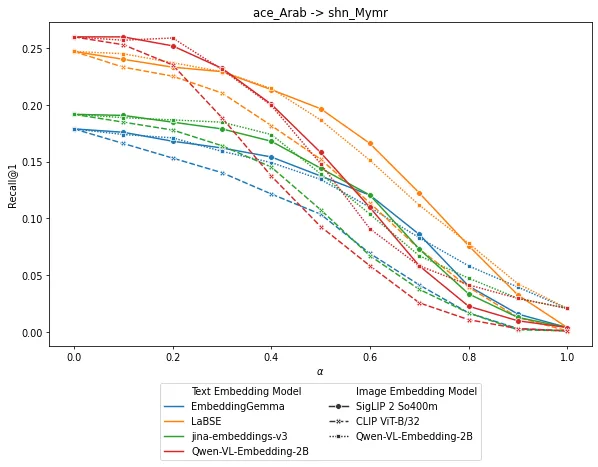 ace_Arab -> shn_Mymr
Recall@1
0.25
0.20
0.15
0.10
0.05
0.00
0.0 0.2 0.4 0.6 0.8 1.0
α
Text Embedding Model Image Embedding Model
EmbeddingGemma SigLIP 2 So400m
LaBSE CLIP ViT-B/32
jina-embeddings-v3 Qwen-VL-Embedding-2B
Qwen-VL-Embedding-2B